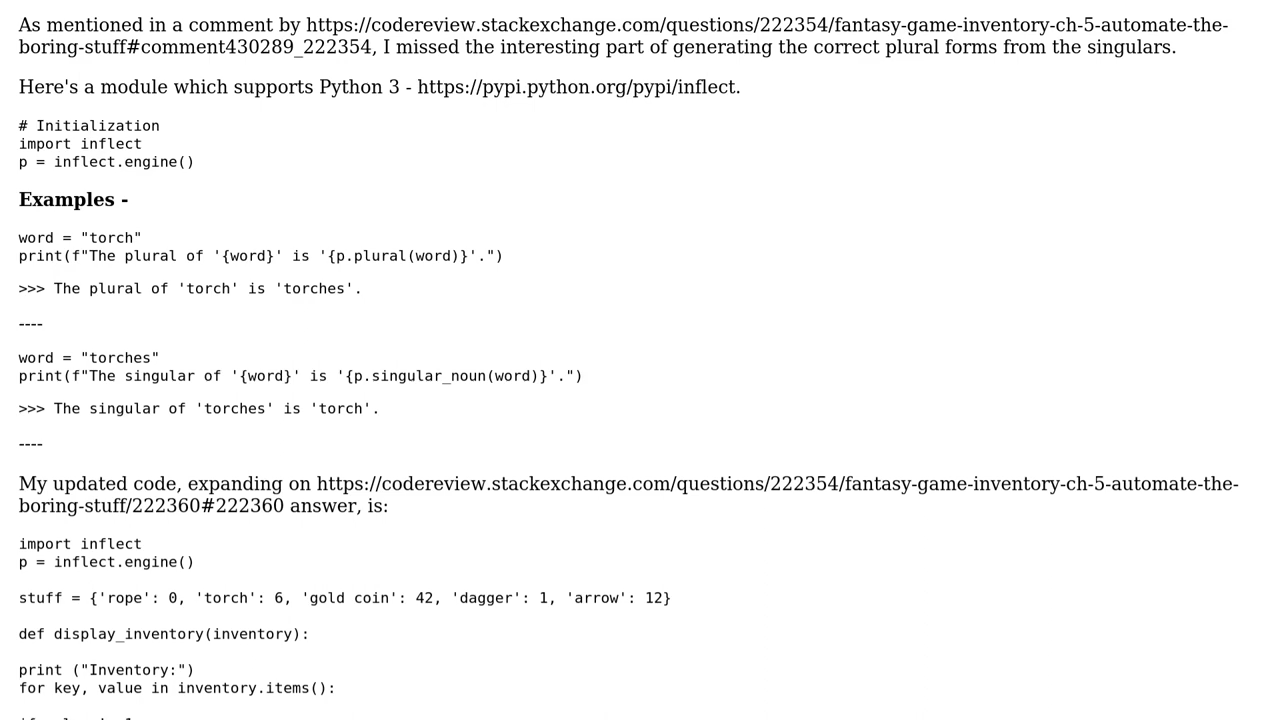 As mentioned in a comment by https://codereview.stackexchange.com/questions/222354/fantasy-game-inventory-ch-5-automate-the-
boring-stuff#comment430289_222354, I missed the interesting part of generating the correct plural forms from the singulars.
Here's a module which supports Python 3 - https://pypi.python.org/pypi/inflect.
# Initialization
import inflect
p = inflect.engine()
Examples -
word = "torch"
print(f"The plural of '{word}' is '{p.plural(word)}'.")
>>> The plural of 'torch' is 'torches'.
----
word = "torches"
print(f"The singular of '{word}' is '{p.singular_noun(word)}'.")
>>> The singular of 'torches' is 'torch'.
----
My updated code, expanding on https://codereview.stackexchange.com/questions/222354/fantasy-game-inventory-ch-5-automate-the-
boring-stuff/222360#222360 answer, is:
import inflect
p = inflect.engine()
stuff = {'rope': 0, 'torch': 6, 'gold coin': 42, 'dagger': 1, 'arrow': 12}
def display_inventory(inventory):
print ("Inventory:")
for key, value in inventory.items():